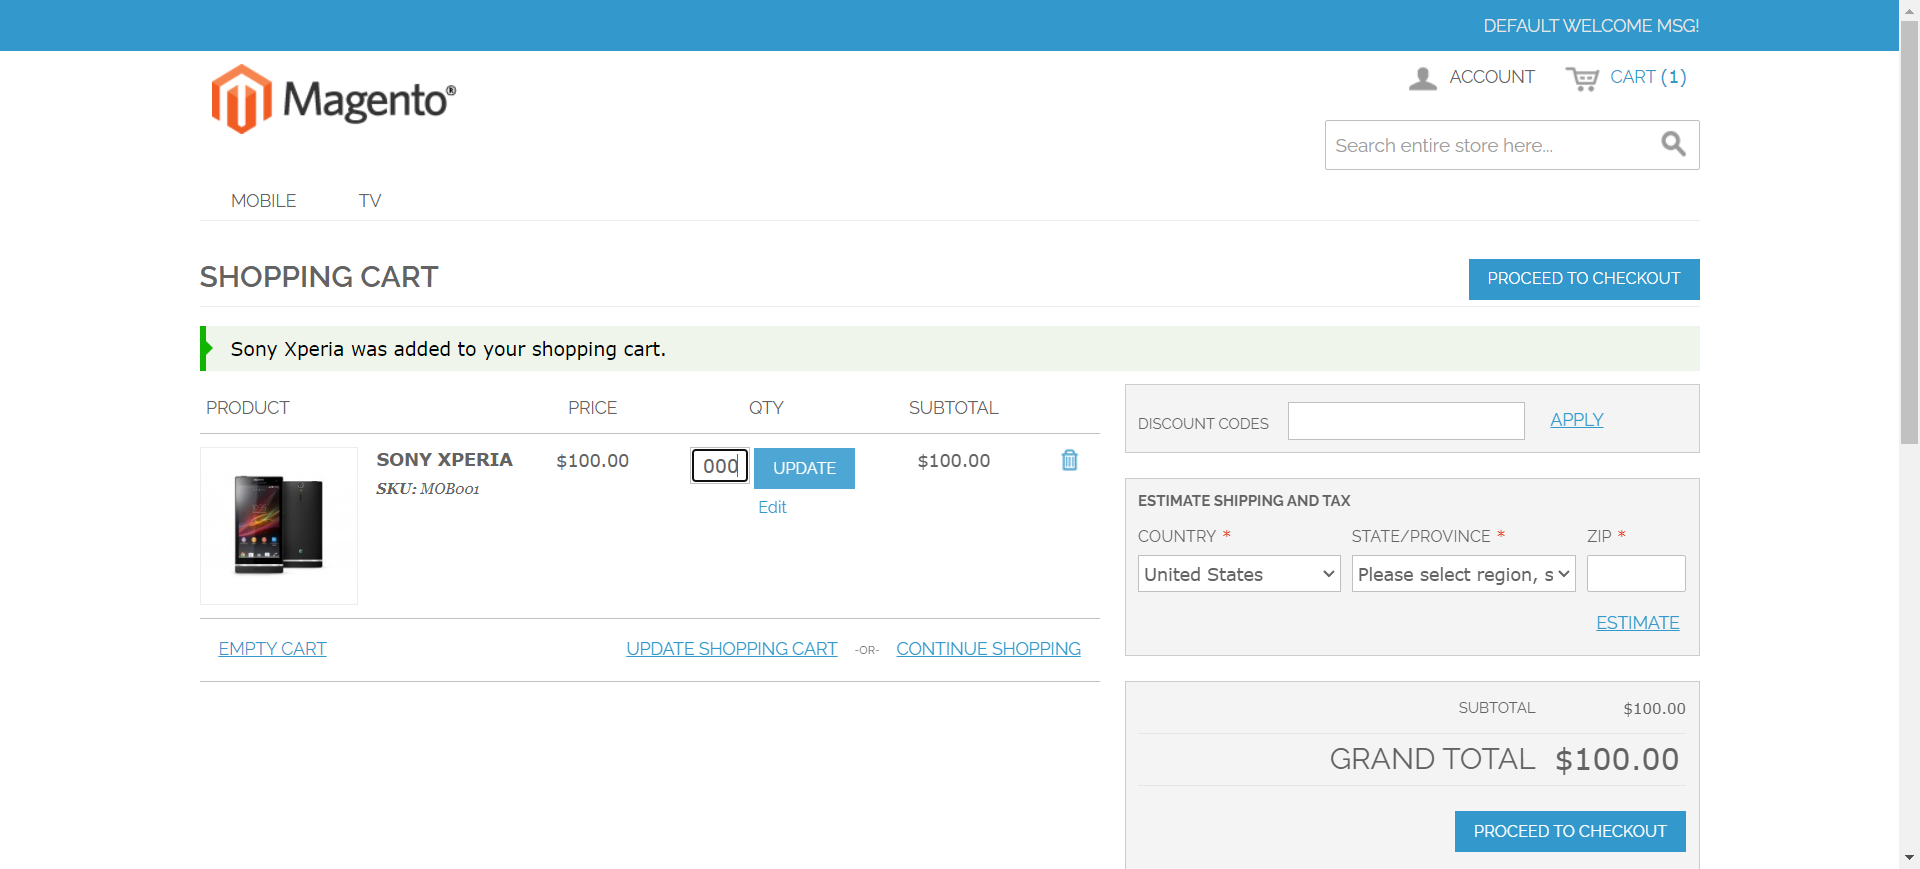 DEFAULT WELCOME MSG!
Magento®
ACCOUNT
CART (1)
Search entire store here...
MOBILE TV
SHOPPING CART
PROCEED TO CHECKOUT
Sony Xperia was added to your shopping cart.
PRODUCT PRICE QTY SUBTOTAL
SONY XPERIA $100.00 000 UPDATE $100.00
SKU: MOB001
Edit
EMPTY CART UPDATE SHOPPING CART -OR- CONTINUE SHOPPING
DISCOUNT CODES APPLY
ESTIMATE SHIPPING AND TAX
COUNTRY * STATE/PROVINCE * ZIP *
United States Please select region, s
ESTIMATE
SUBTOTAL $100.00
GRAND TOTAL $100.00
PROCEED TO CHECKOUT